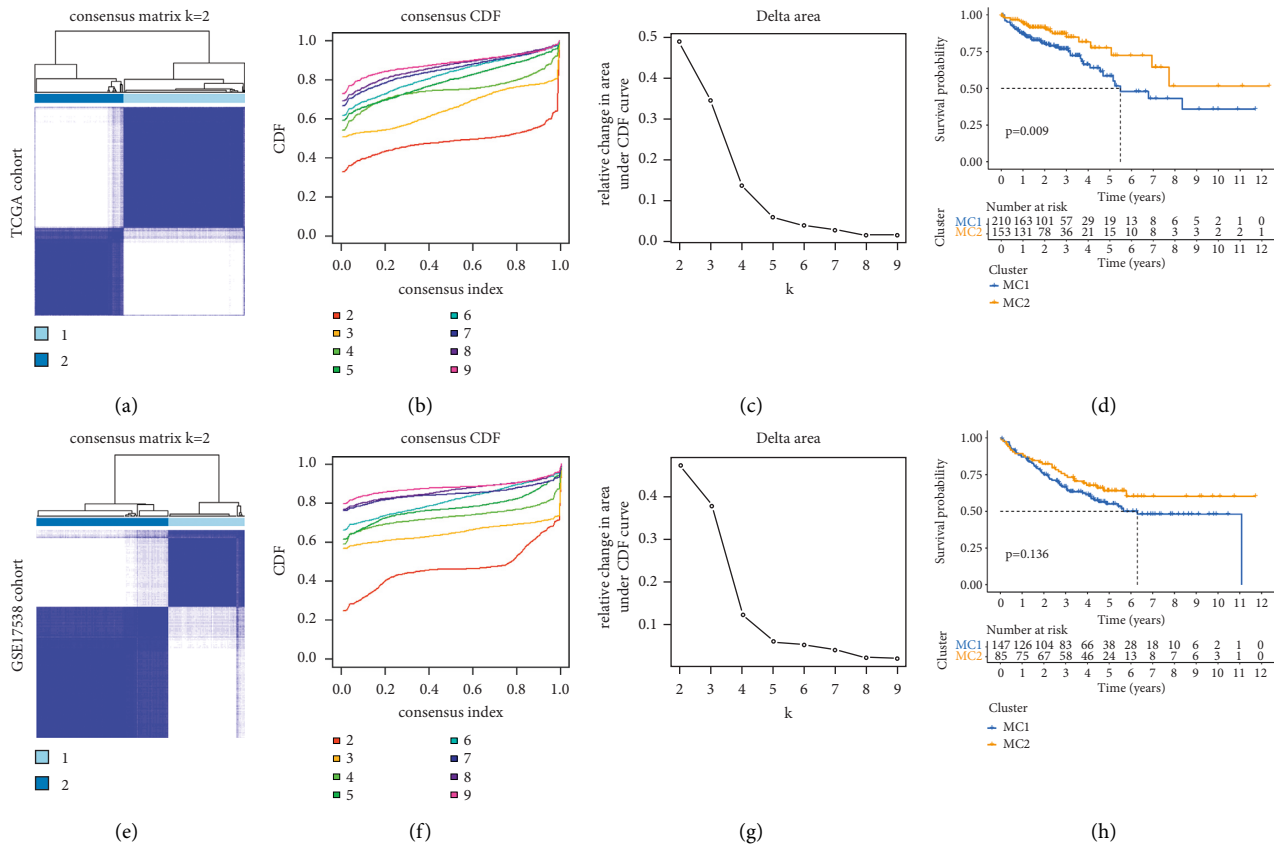 consensus matrix k=2
TCGA cohort
1
2
(a)
consensus CDF
CDF
1.0
0.8
0.6
0.4
0.2
0.0
0.0 0.2 0.4 0.6 0.8 1.0
consensus index
2 6
3 7
4 8
5 9
(b)
Delta area
relative change in area
under CDF curve
0.5
0.4
0.3
0.2
0.1
0.0
2 3 4 5 6 7 8 9
k
(c)
Survival probability
1.00
0.75
0.50
0.25
0.00
p=0.009
0 1 2 3 4 5 6 7 8 9 10 11 12
Time (years)
Number at risk
Cluster
MC1 210 163 101 57 29 19 13 8 6 5 2 1 0
MC2 153 131 78 36 21 15 10 8 3 3 2 2 1
0 1 2 3 4 5 6 7 8 9 10 11 12
Time (years)
Cluster
MC1
MC2
(d)
consensus matrix k=2
GSE17538 cohort
1
2
(e)
consensus CDF
CDF
1.0
0.8
0.6
0.4
0.2
0.0
0.0 0.2 0.4 0.6 0.8 1.0
consensus index
2 6
3 7
4 8
5 9
(f)
Delta area
relative change in area
under CDF curve
0.4
0.3
0.2
0.1
2 3 4 5 6 7 8 9
k
(g)
Survival probability
1.00
0.75
0.50
0.25
0.00
p=0.136
0 1 2 3 4 5 6 7 8 9 10 11 12
Time (years)
Number at risk
Cluster
MC1 147 126 104 83 66 38 28 18 10 6 2 1 0
MC2 85 75 67 58 46 24 13 8 7 6 3 1 0
0 1 2 3 4 5 6 7 8 9 10 11 12
Time (years)
Cluster
MC1
MC2
(h)